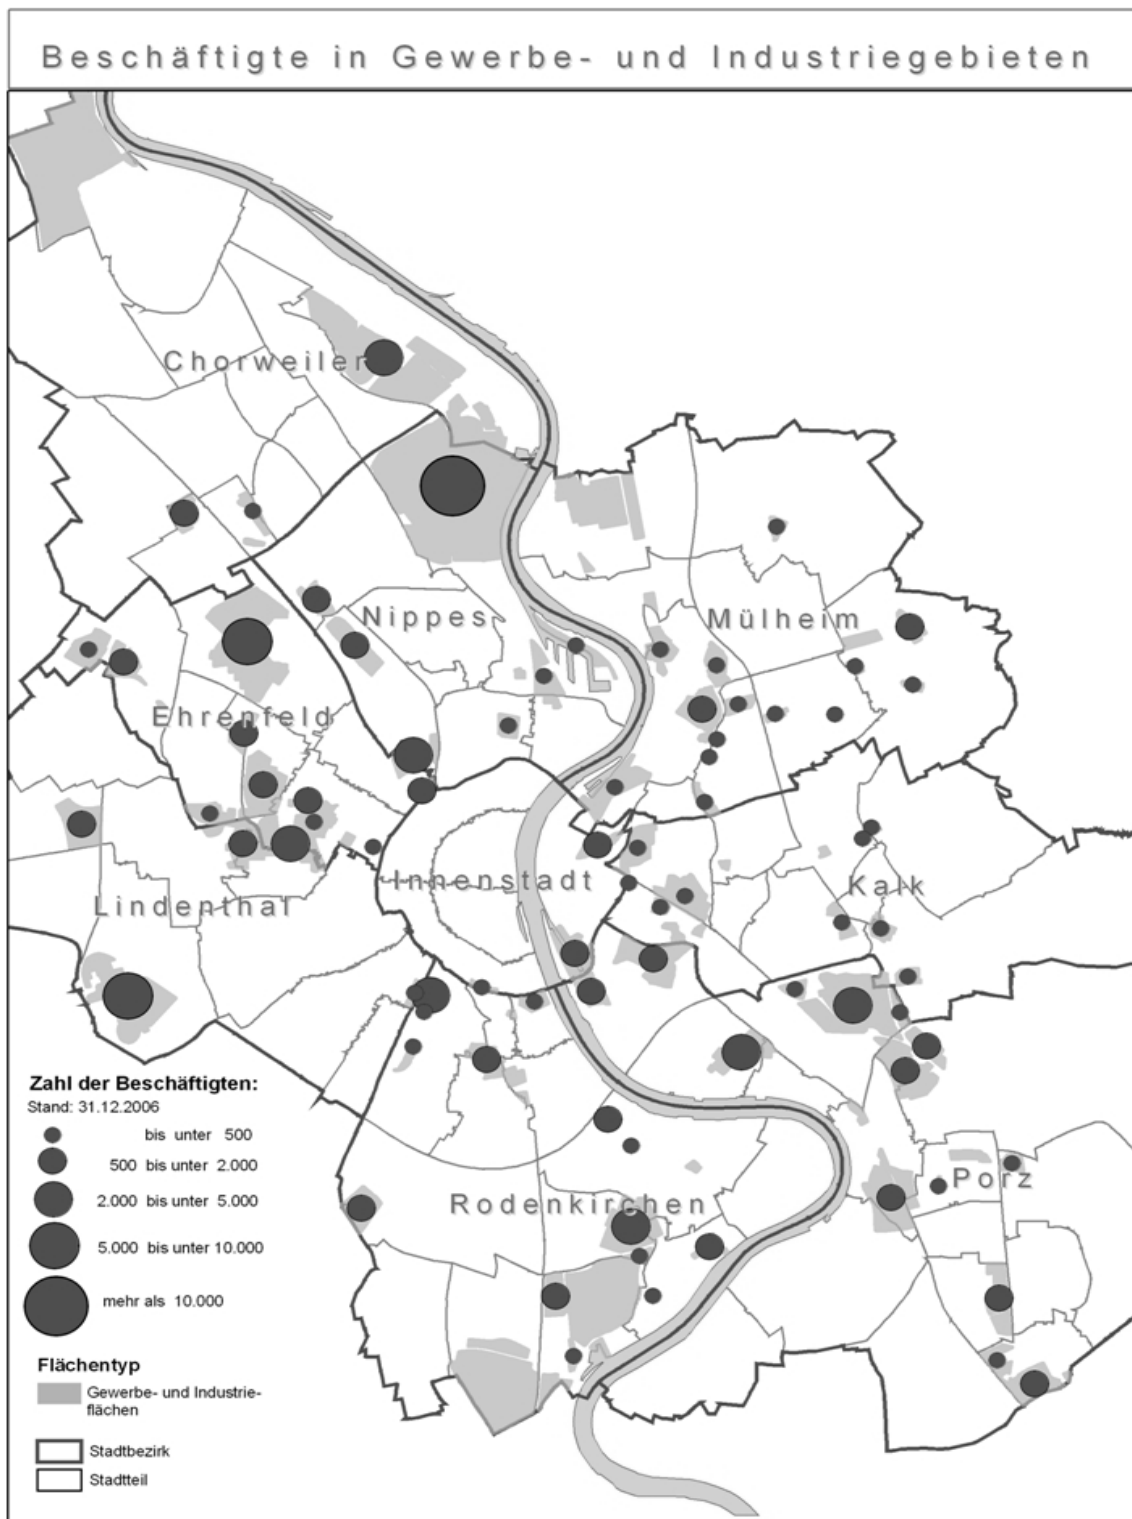 Beschäftigte in Gewerbe- und Industriegebieten
Chorweiler
Nippes
Mülheim
Ehrenfeld
Innenstadt
Kalk
Lindenthal
Porz
Rodenkirchen
Zahl der Beschäftigten:
Stand: 31.12.2006
bis unter 500
500 bis unter 2.000
2.000 bis unter 5.000
5.000 bis unter 10.000
mehr als 10.000
Flächentyp
Gewerbe- und Industrie-
flächen
Stadtbezirk
Stadtteil